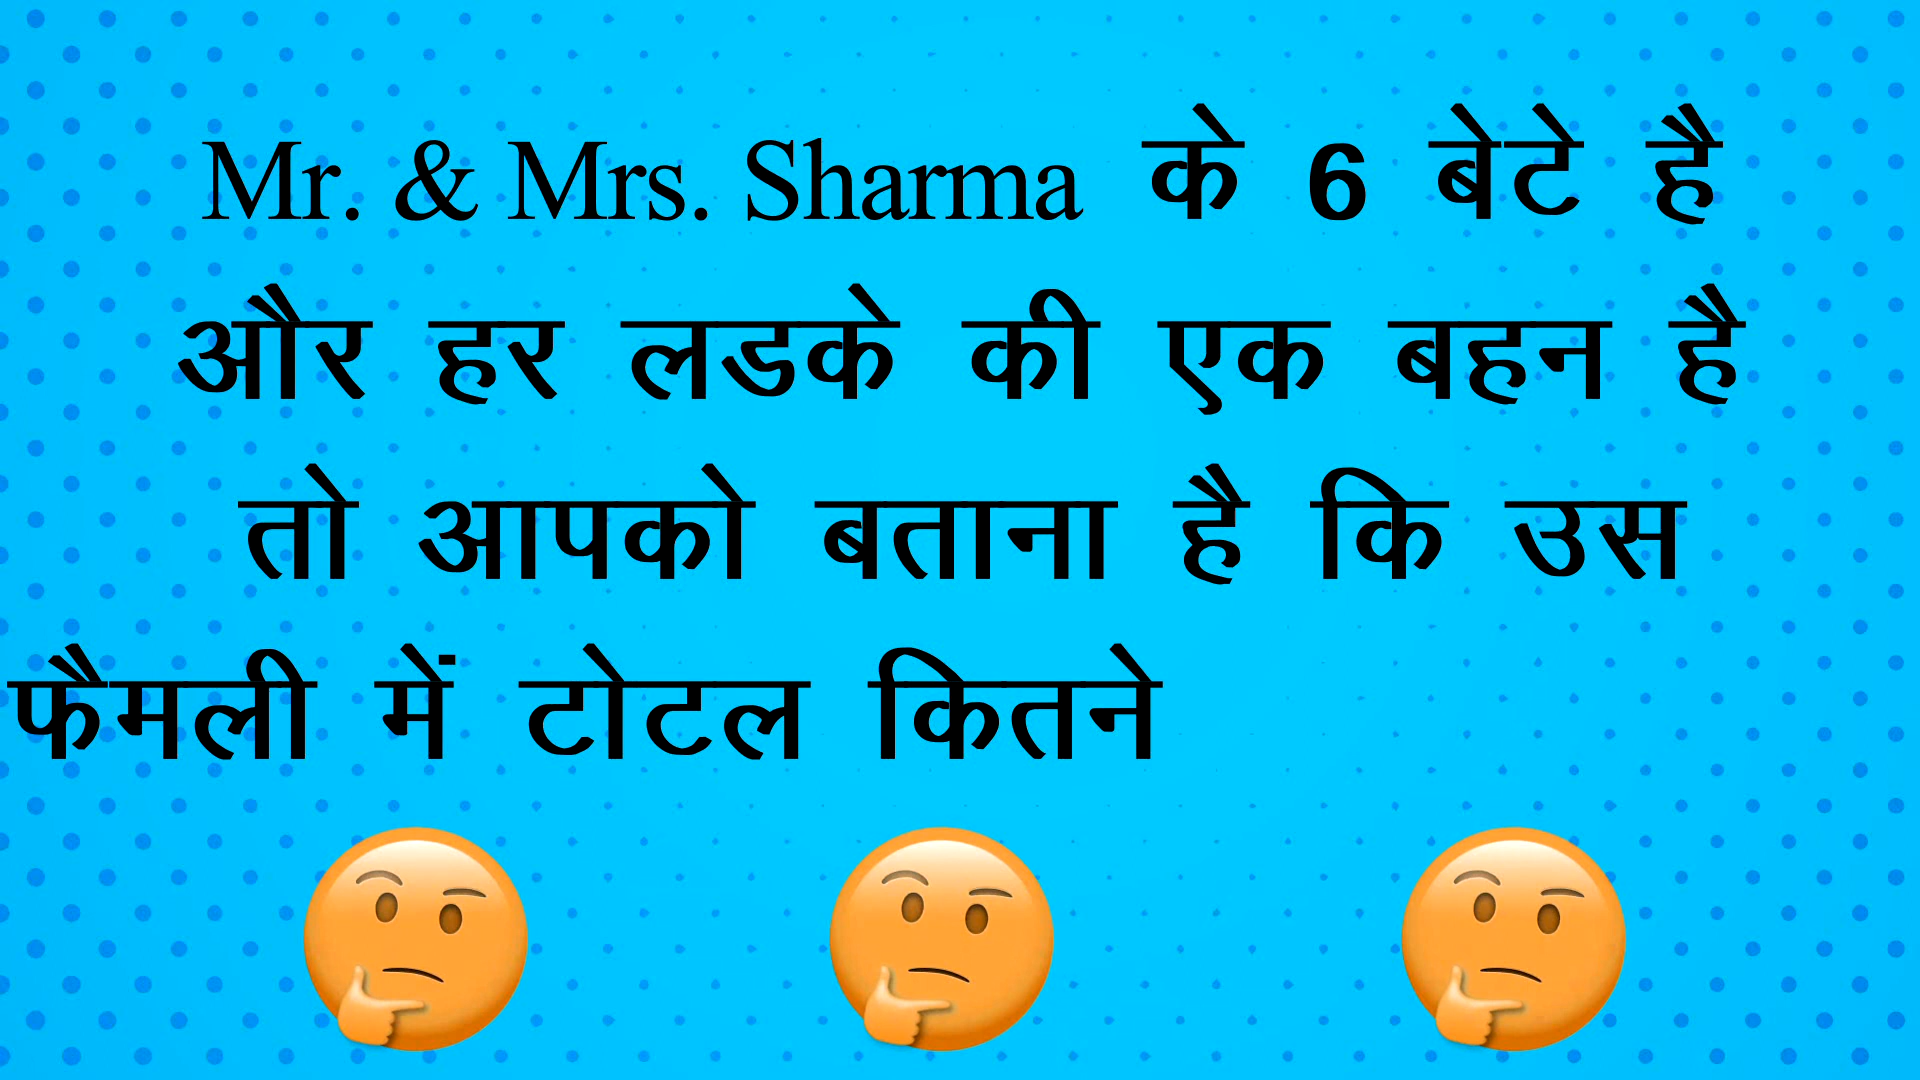 Mr. & Mrs. Sharma के 6 बेटे है
और हर लडके की एक बहन है
तो आपको बताना है कि उस
फैमली में टोटल कितने